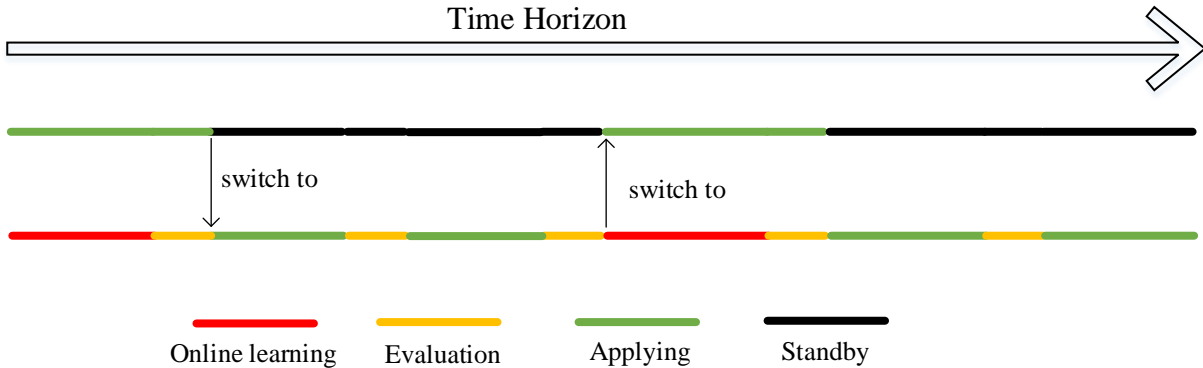 Time Horizon
switch to
switch to
Online learning
Evaluation
Applying
Standby